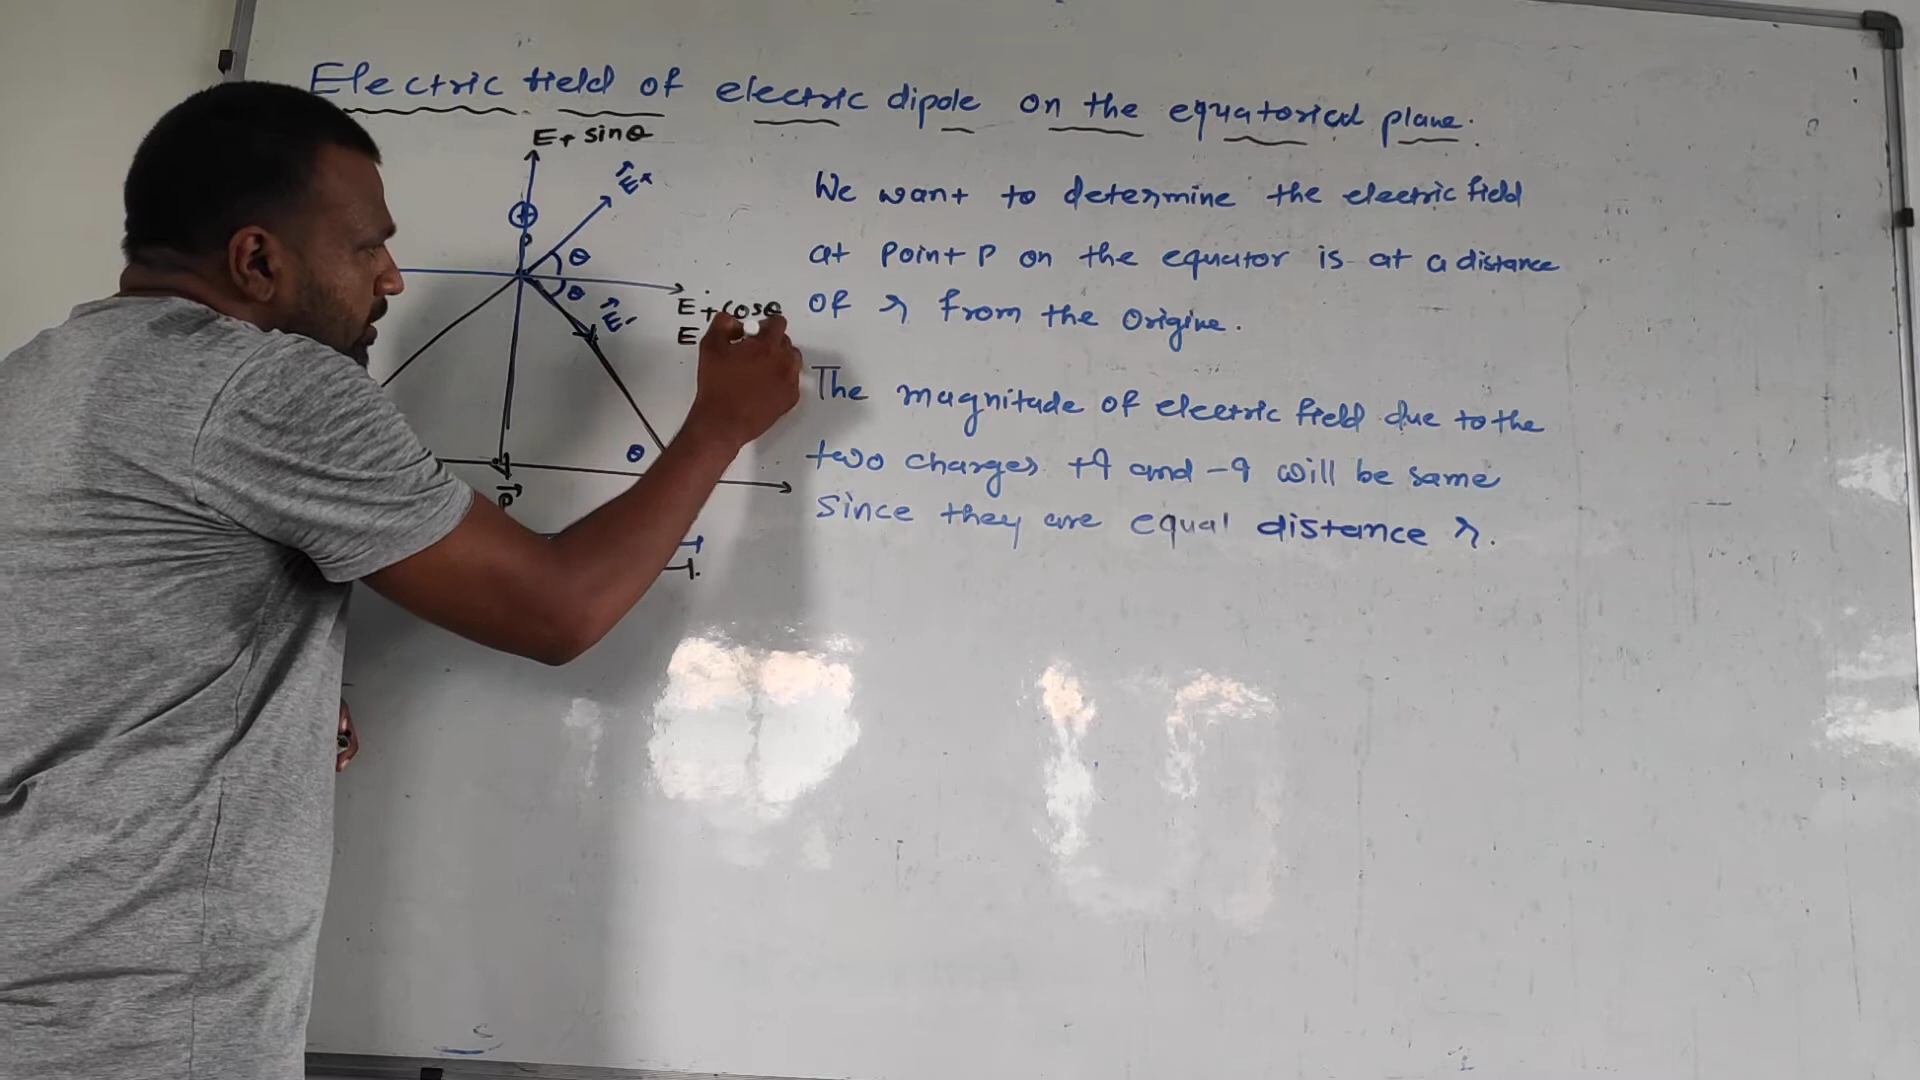 Electric field of electric dipole on the equatorical plane.
E+ sinθ
E+
P
θ
θ
E-
E+cosθ
E
θ
We want to determine the electric field
at point P on the equator is at a distance
of r from the origine.
The magnitude of electric field due to the
two charges +q and -q will be same
since they are equal distance r.